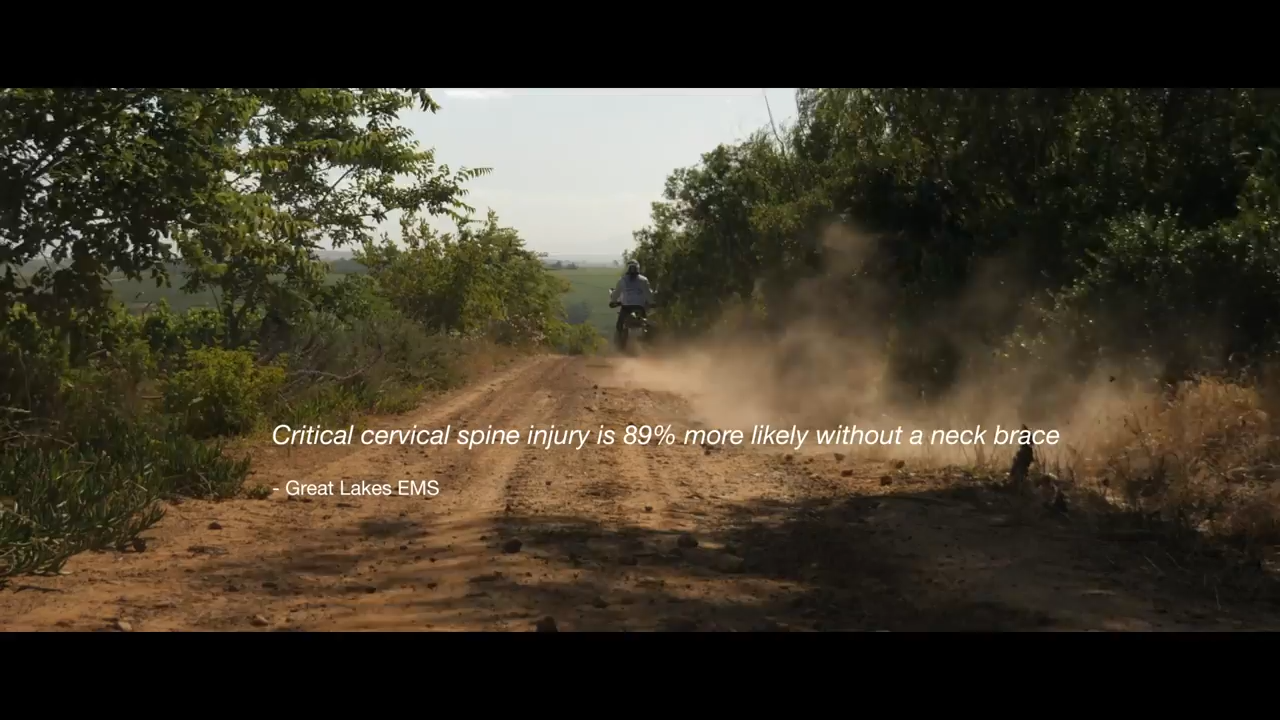 Critical cervical spine injury is 89% more likely without a neck brace
- Great Lakes EMS